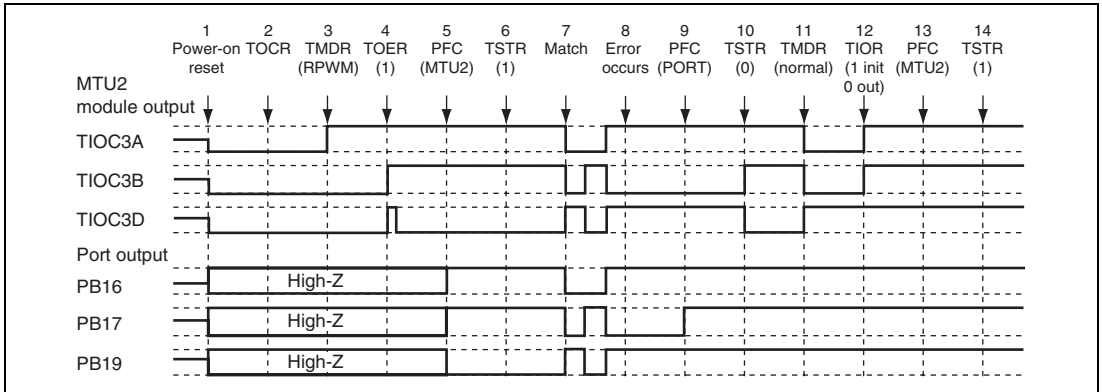 1 2 3 4 5 6 7 8 9 10 11 12 13 14
Power-on TOCR TMDR TOER PFC TSTR Match Error PFC TSTR TMDR TIOR PFC TSTR
reset (RPWM) (1) (MTU2) (1) occurs (PORT) (0) (normal) (1 init (MTU2) (1)
0 out)
MTU2
module output
TIOC3A
TIOC3B
TIOC3D
Port output
PB16 High-Z
PB17 High-Z
PB19 High-Z